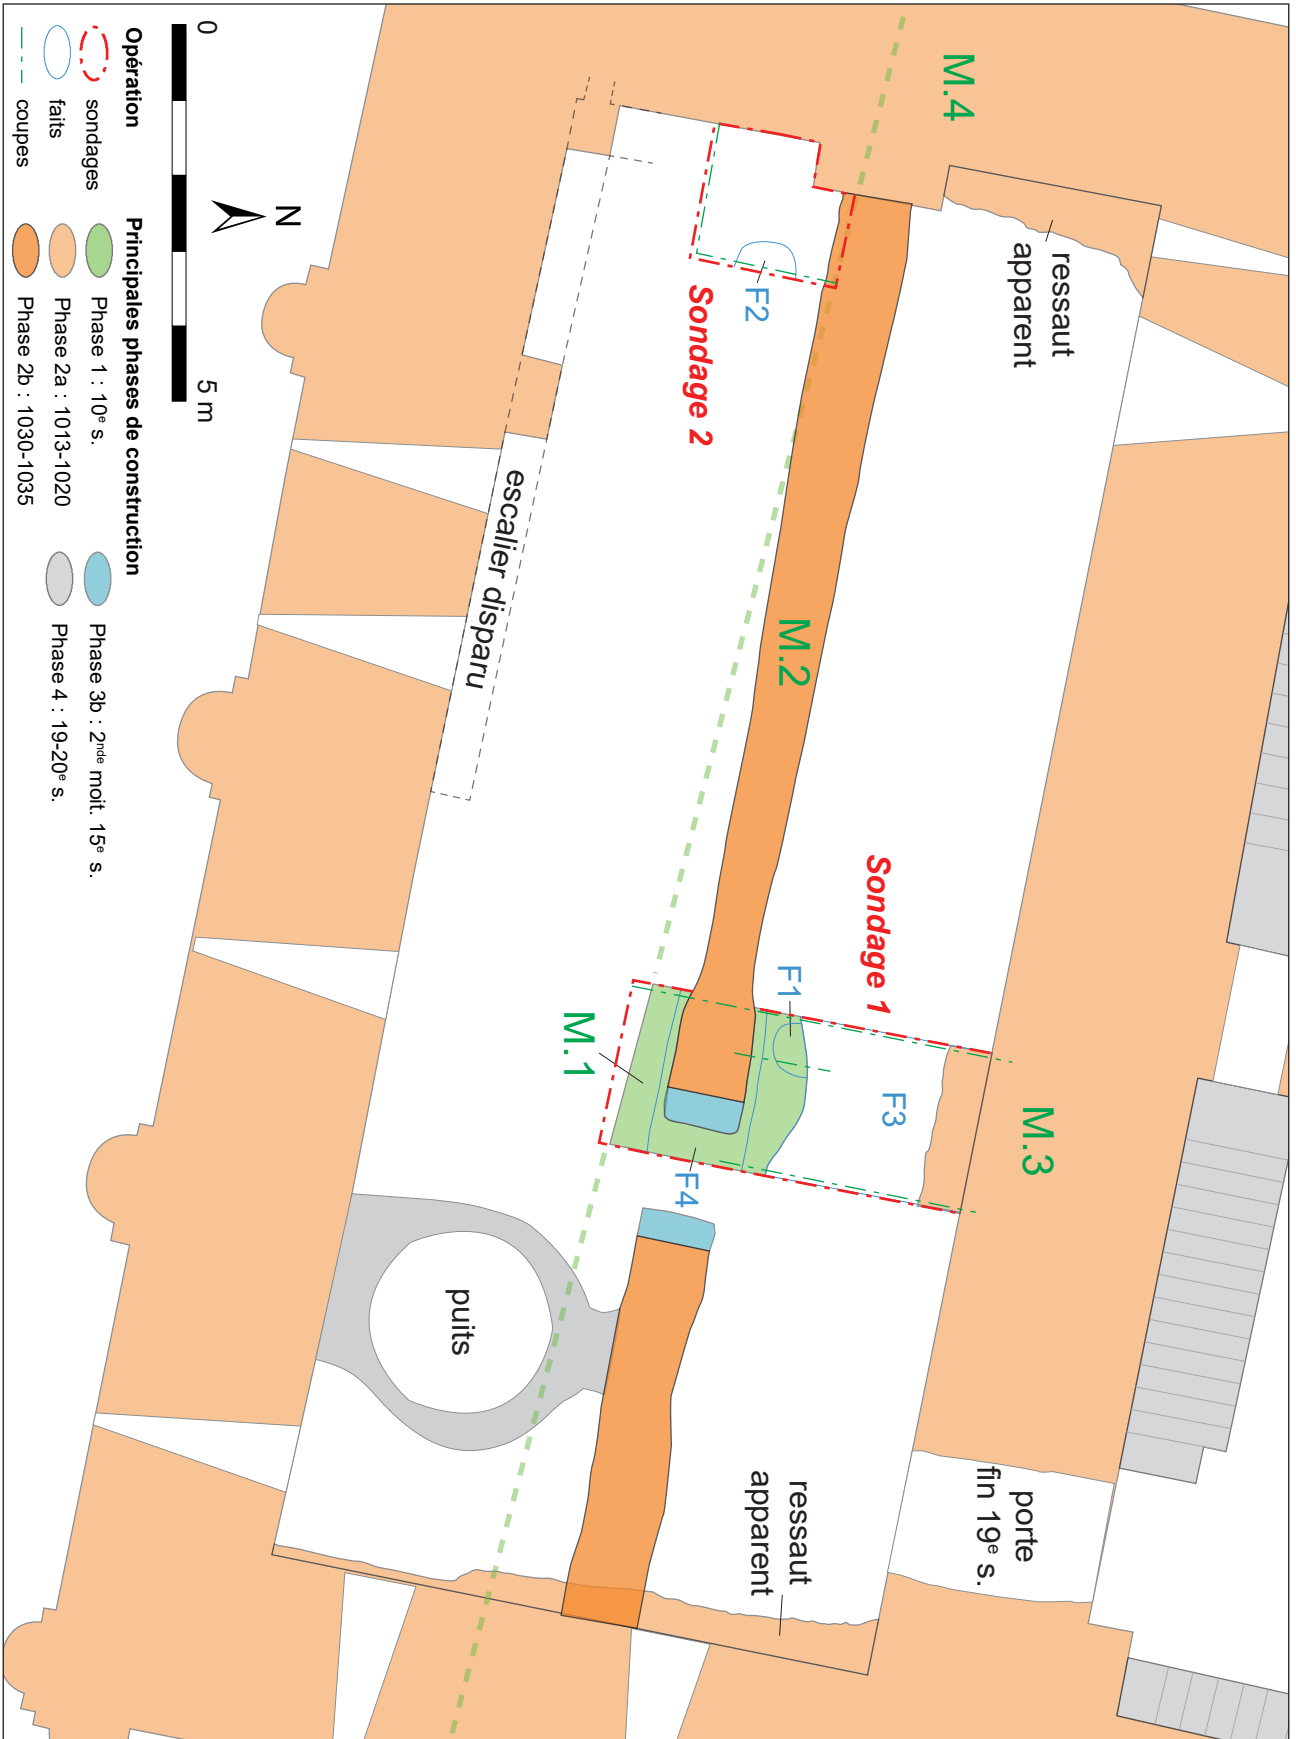 M.4
ressaut
apparent
F2
Sondage 2
M.2
escalier disparu
Sondage 1
F1
F3
M.3
M.1
F4
puits
porte
fin 19e s.
ressaut
apparent
N
0
5 m
Opération
sondages
faits
coupes
Principales phases de construction
Phase 1 : 10e s.
Phase 2a : 1013-1020
Phase 2b : 1030-1035
Phase 3b : 2nde moit. 15e s.
Phase 4 : 19-20e s.